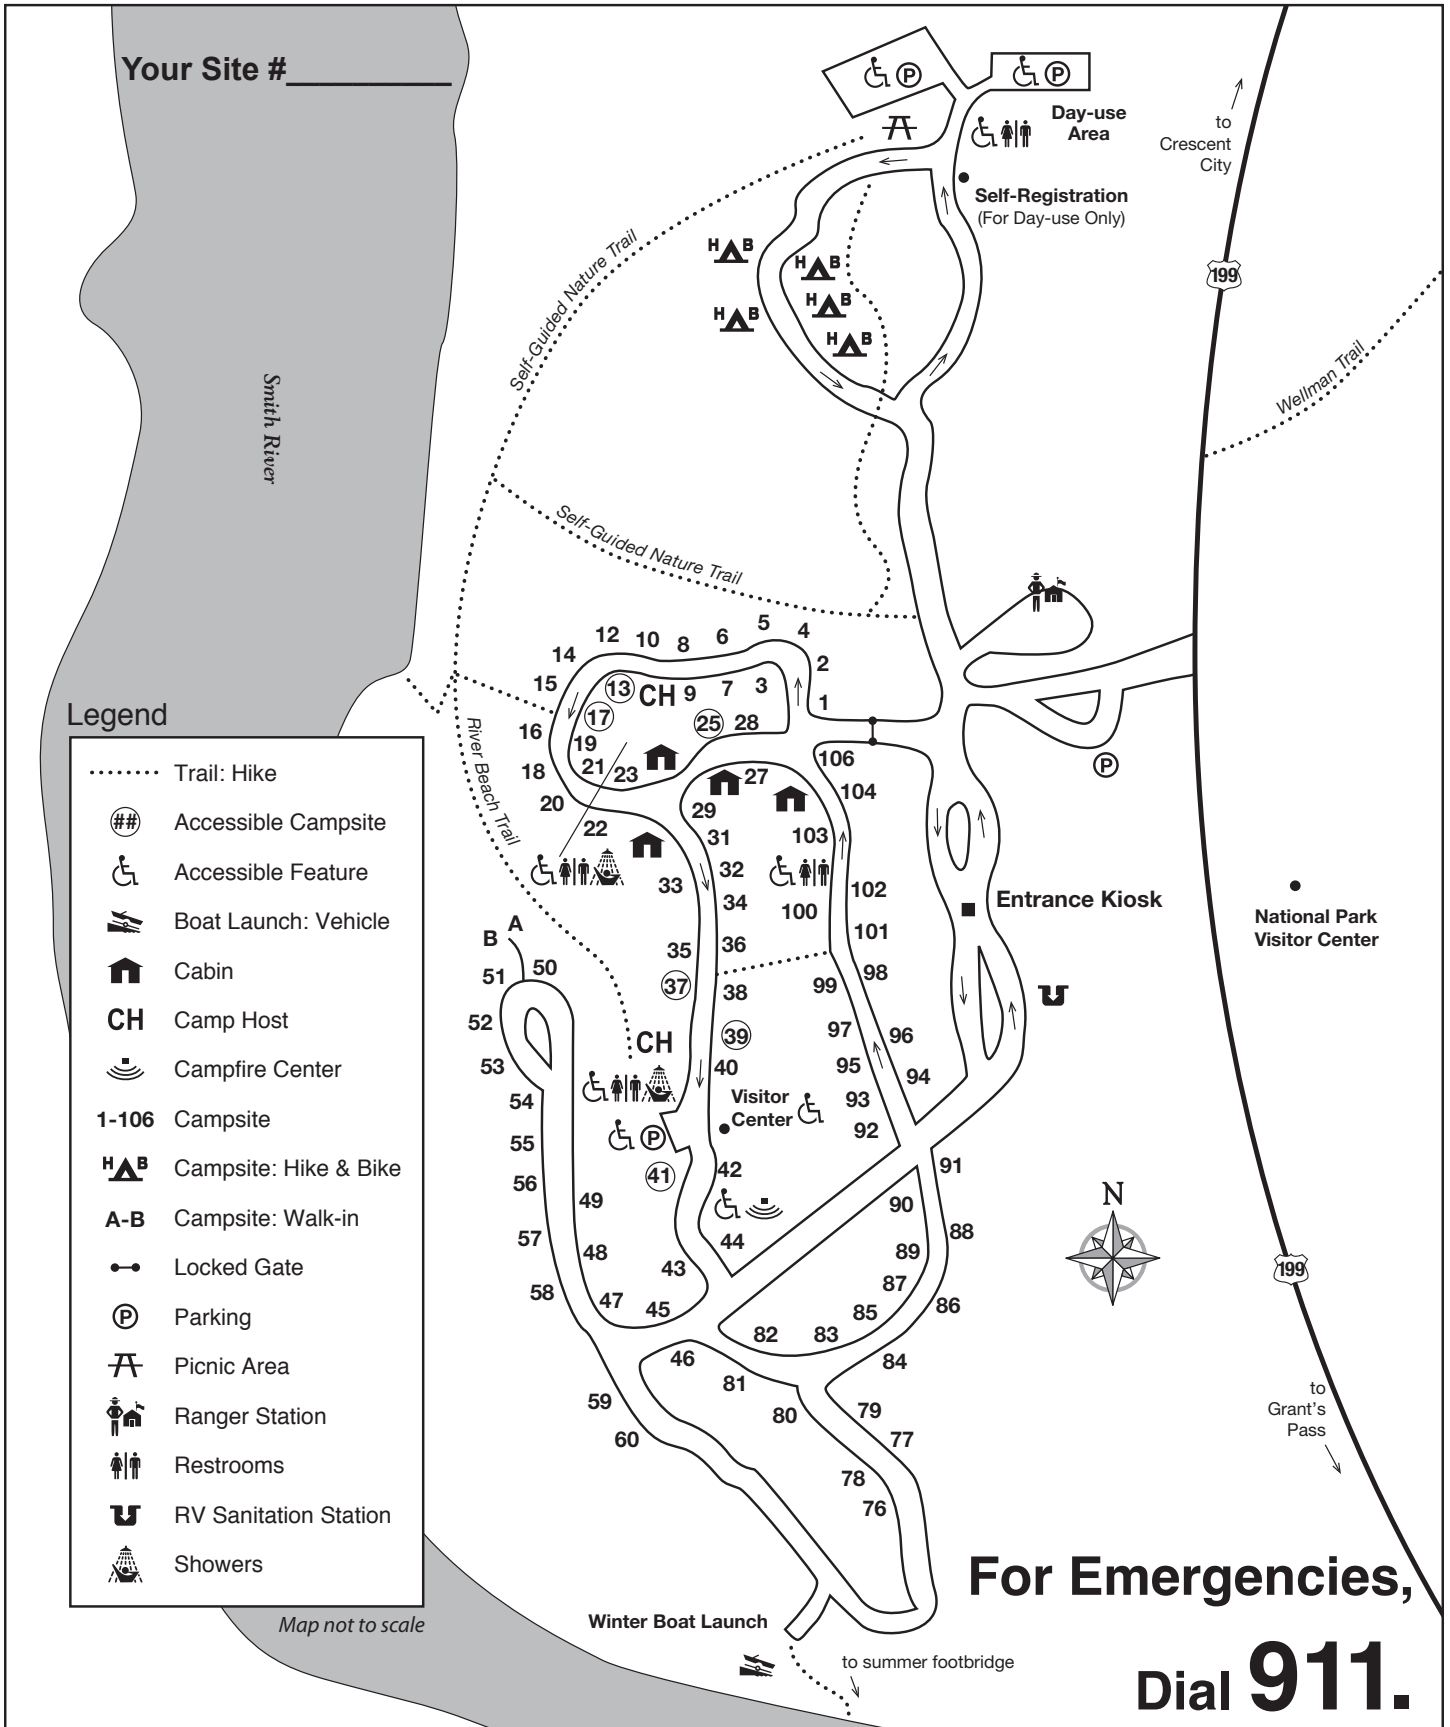 Your Site #__________
Day-use
Area
to
Crescent
City
Self-Registration
(For Day-use Only)
H B
H B
H B
H B
H B
199
Self-Guided Nature Trail
Smith River
Wellman Trail
Self-Guided Nature Trail
5
4
12
10
8
6
2
14
15
13
CH
9
7
3
1
17
25
28
16
19
106
River Beach Trail
18
21
23
27
104
20
29
22
31
103
32
33
102
34
100
Entrance Kiosk
National Park
Visitor Center
A
B
101
35
36
51
50
98
37
38
99
52
97
96
CH
39
53
40
95
94
54
Visitor
Center
93
92
55
91
41
42
56
49
90
N
57
44
88
48
89
43
87
58
47
45
85
86
199
82
83
46
84
81
59
80
79
60
77
78
76
to
Grant's
Pass
Legend
Trail: Hike
## Accessible Campsite
Accessible Feature
Boat Launch: Vehicle
Cabin
CH Camp Host
Campfire Center
1-106 Campsite
H B Campsite: Hike & Bike
A-B Campsite: Walk-in
Locked Gate
P Parking
Picnic Area
Ranger Station
Restrooms
RV Sanitation Station
Showers
Map not to scale
Winter Boat Launch
to summer footbridge
For Emergencies,
Dial 911.